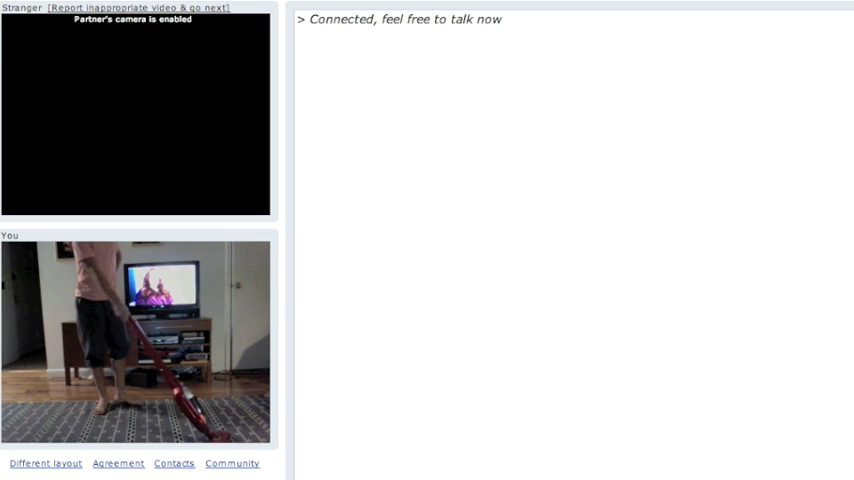 Stranger [Report inappropriate video & go next]
Partner's camera is enabled
> Connected, feel free to talk now
You
Different layout Agreement Contacts Community